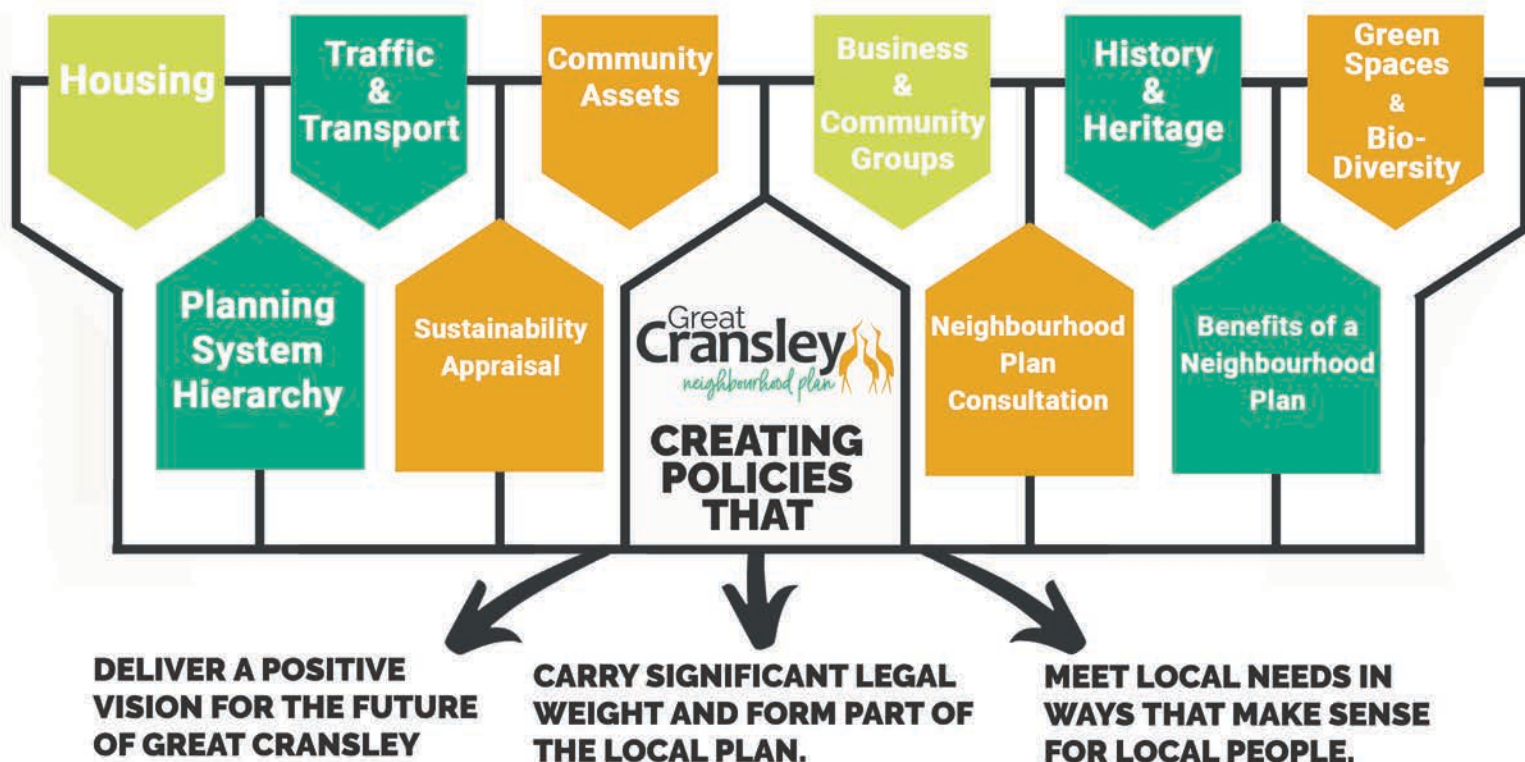 Housing
Traffic
&
Transport
Community
Assets
Business
&
Community
Groups
History
&
Heritage
Green
Spaces
&
Bio-
Diversity
Planning
System
Hierarchy
Sustainability
Appraisal
Great
Cransley
neighbourhood plan
CREATING
POLICIES
THAT
Neighbourhood
Plan
Consultation
Benefits of a
Neighbourhood
Plan
DELIVER A POSITIVE
VISION FOR THE FUTURE
OF GREAT CRANSLEY
CARRY SIGNIFICANT LEGAL
WEIGHT AND FORM PART OF
THE LOCAL PLAN.
MEET LOCAL NEEDS IN
WAYS THAT MAKE SENSE
FOR LOCAL PEOPLE.